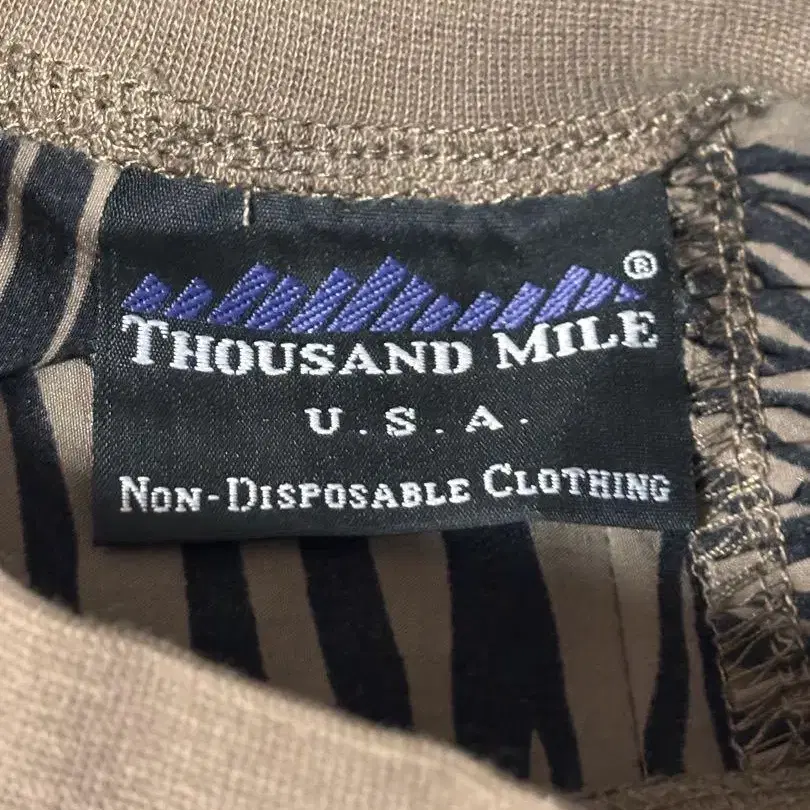 ®
THOUSAND MILE
U.S.A.
NON-DISPOSABLE CLOTHING